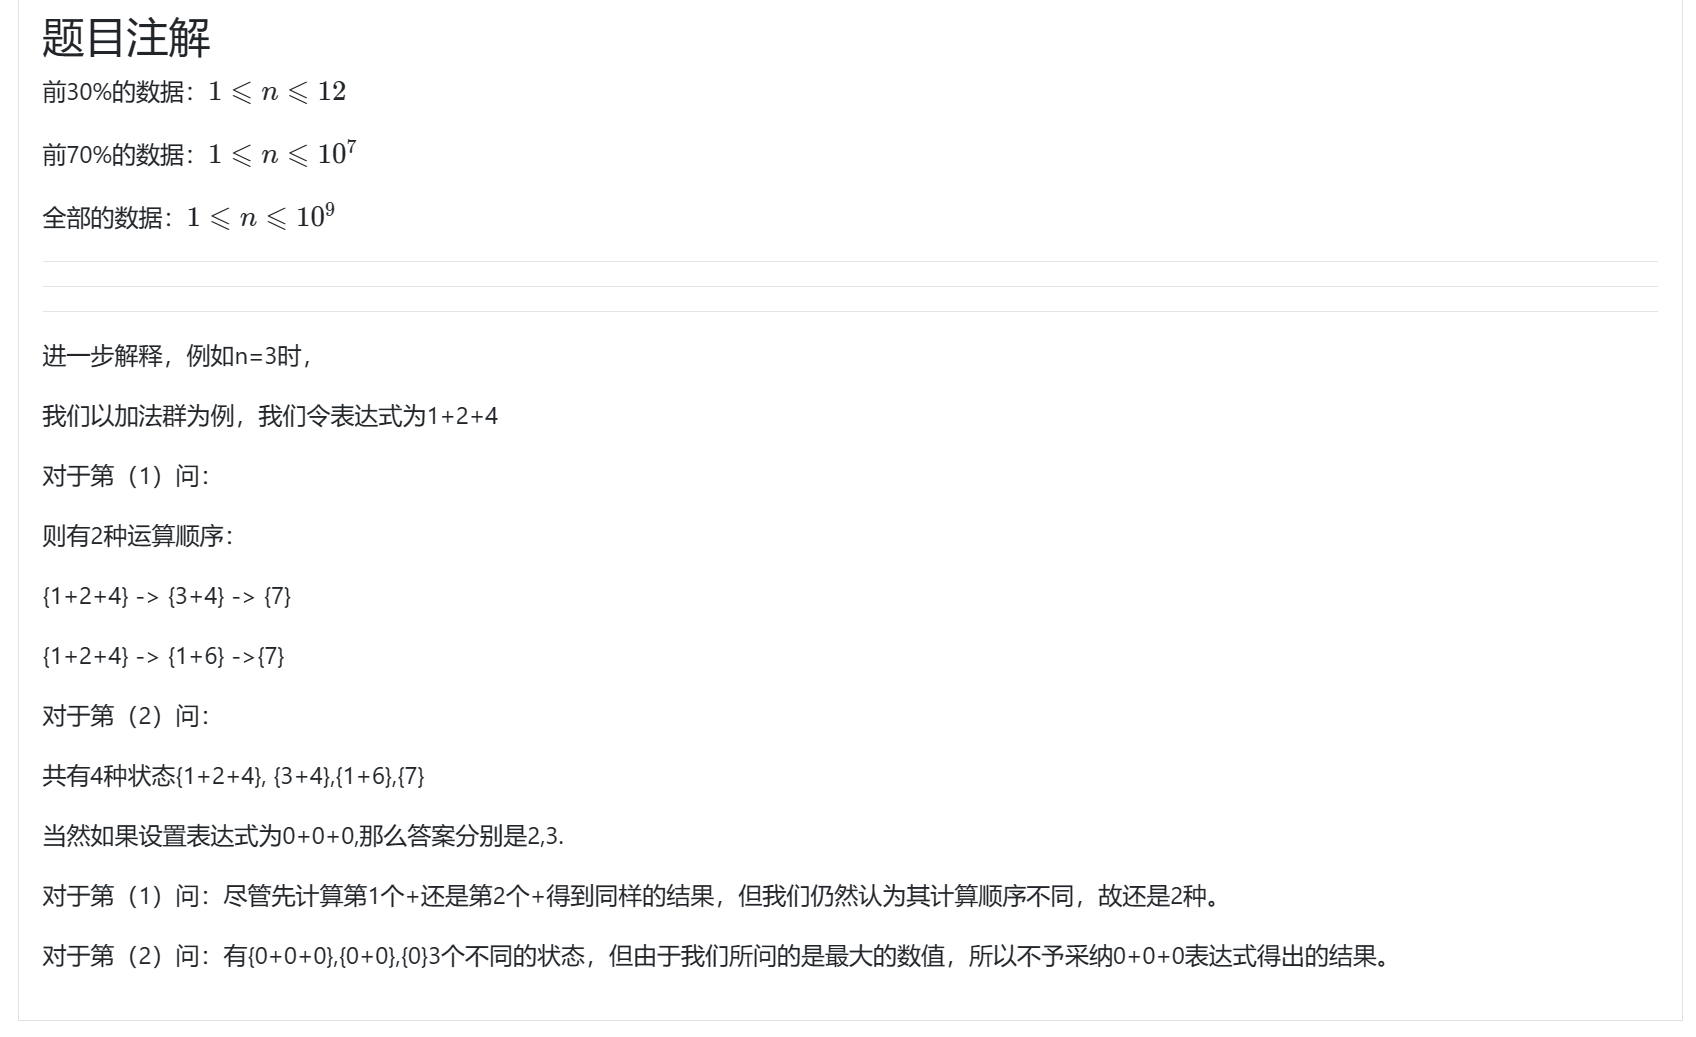 题目注解
前30%的数据：1 ⩽ n ⩽ 12
前70%的数据：1 ⩽ n ⩽ 10^7
全部的数据：1 ⩽ n ⩽ 10^9
进一步解释，例如n=3时，
我们以加法群为例，我们令表达式为1+2+4
对于第（1）问：
则有2种运算顺序：
{1+2+4} -> {3+4} -> {7}
{1+2+4} -> {1+6} ->{7}
对于第（2）问：
共有4种状态{1+2+4}, {3+4},{1+6},{7}
当然如果设置表达式为0+0+0,那么答案分别是2,3.
对于第（1）问：尽管先计算第1个+还是第2个+得到同样的结果，但我们仍然认为其计算顺序不同，故还是2种。
对于第（2）问：有{0+0+0},{0+0},{0}3个不同的状态，但由于我们所问的是最大的数值，所以不予采纳0+0+0表达式得出的结果。